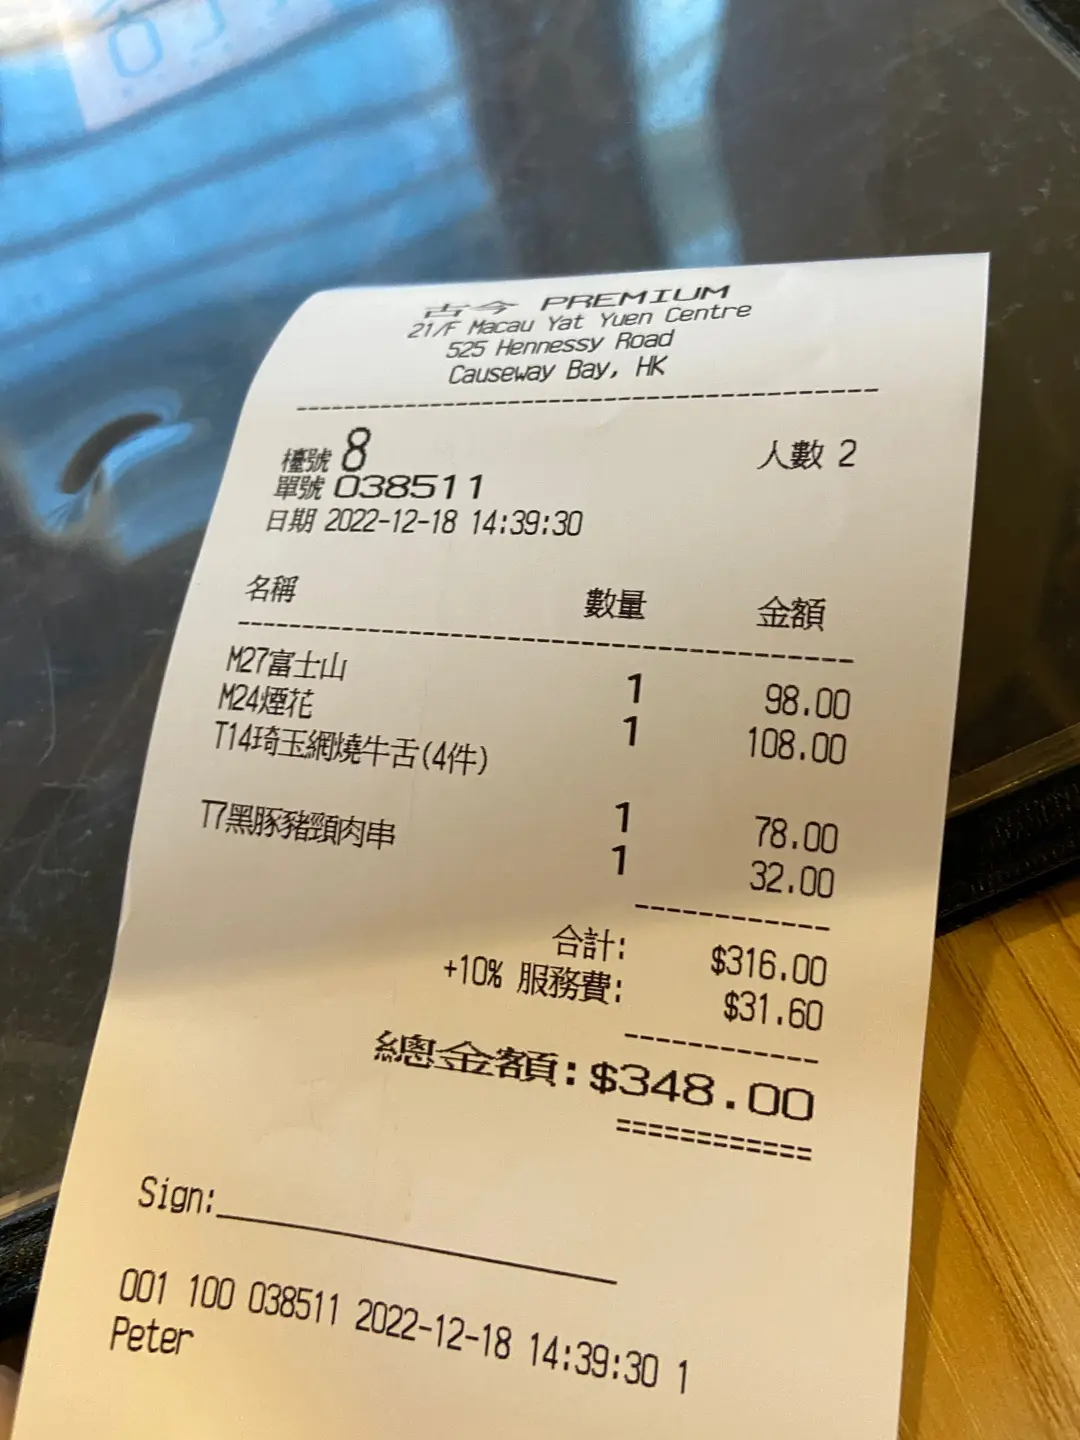 古今 PREMIUM
21/F Macau Yat Yuen Centre
525 Hennessy Road
Causeway Bay, HK
檯號 8 人數 2
單號 038511
日期 2022-12-18 14:39:30
名稱 數量 金額
M27富士山 1 98.00
M24煙花 1 108.00
T14琦玉網燒牛舌(4件) 1 78.00
T7黑豚豬頸肉串 1 32.00
合計: $316.00
+10% 服務費: $31.60
總金額:$348.00
============
Sign:
001 100 038511 2022-12-18 14:39:30 1
Peter